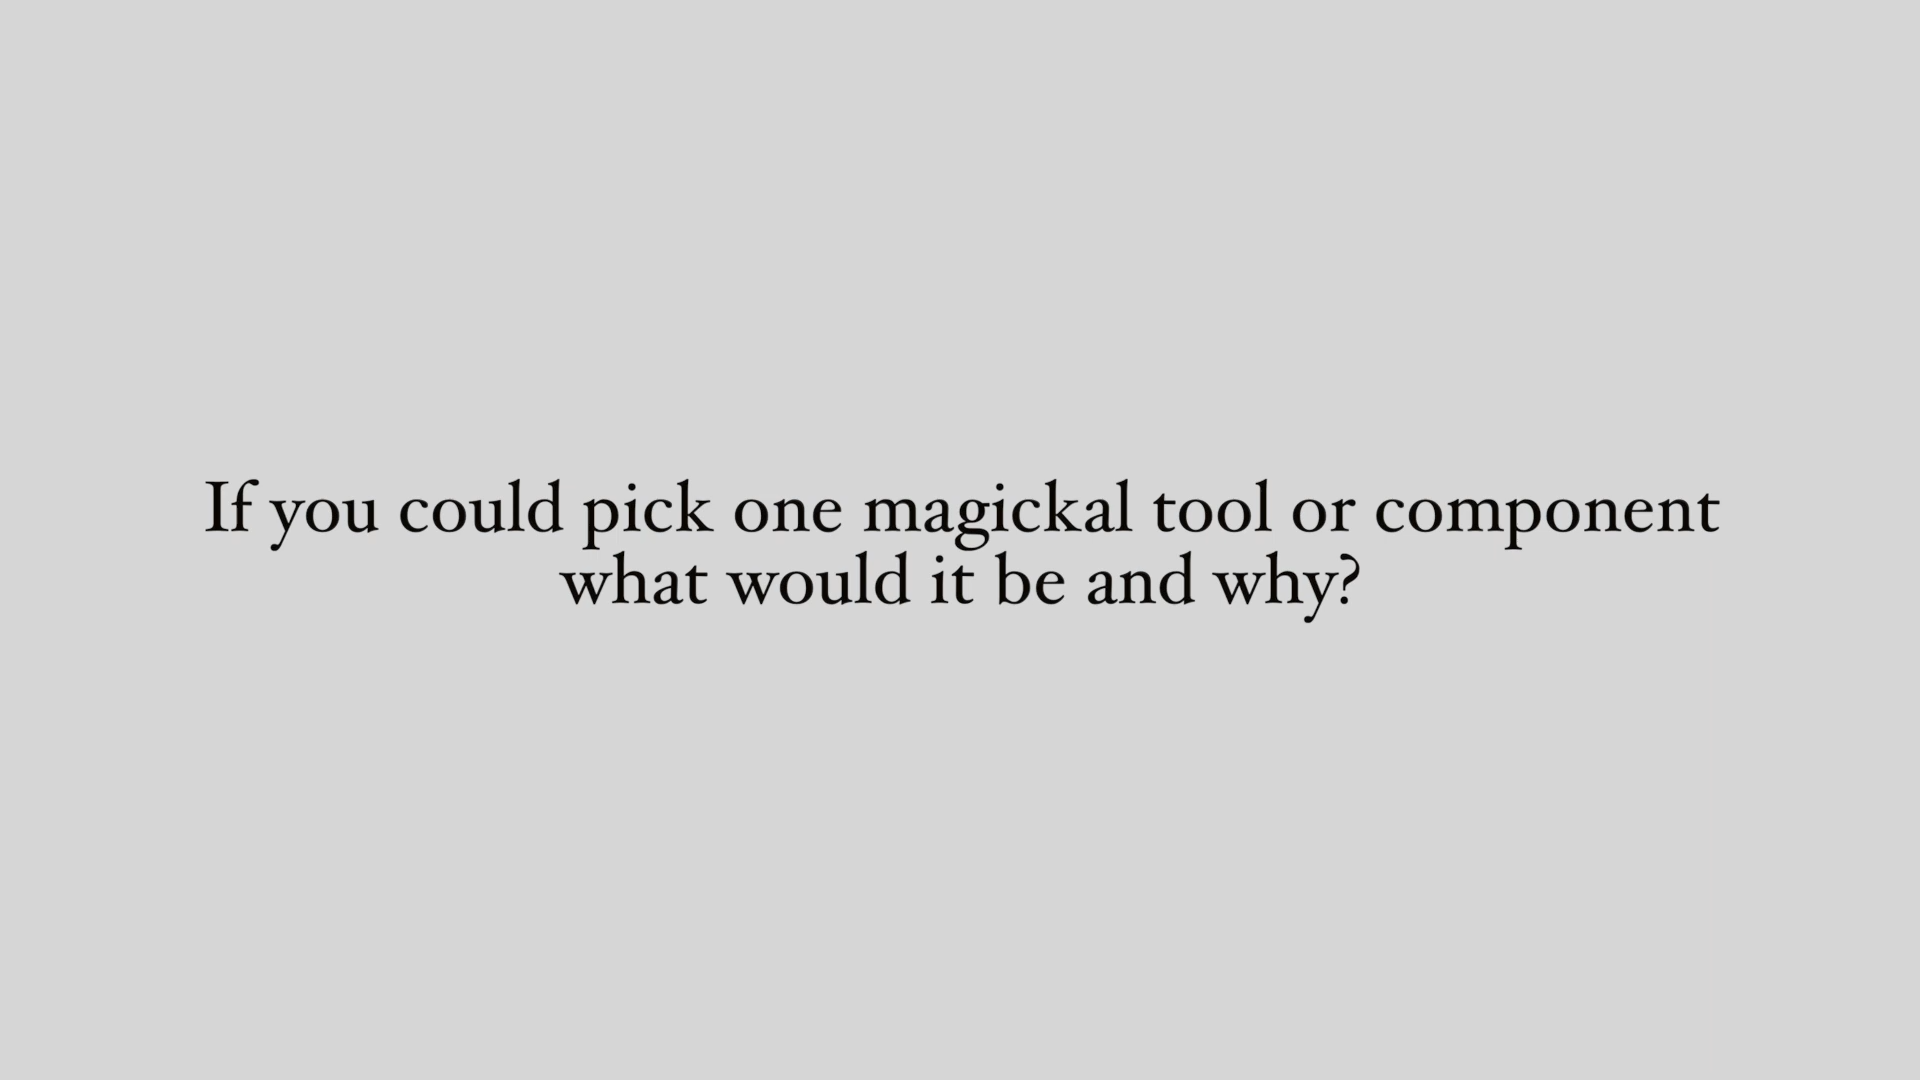 If you could pick one magickal tool or component
what would it be and why?